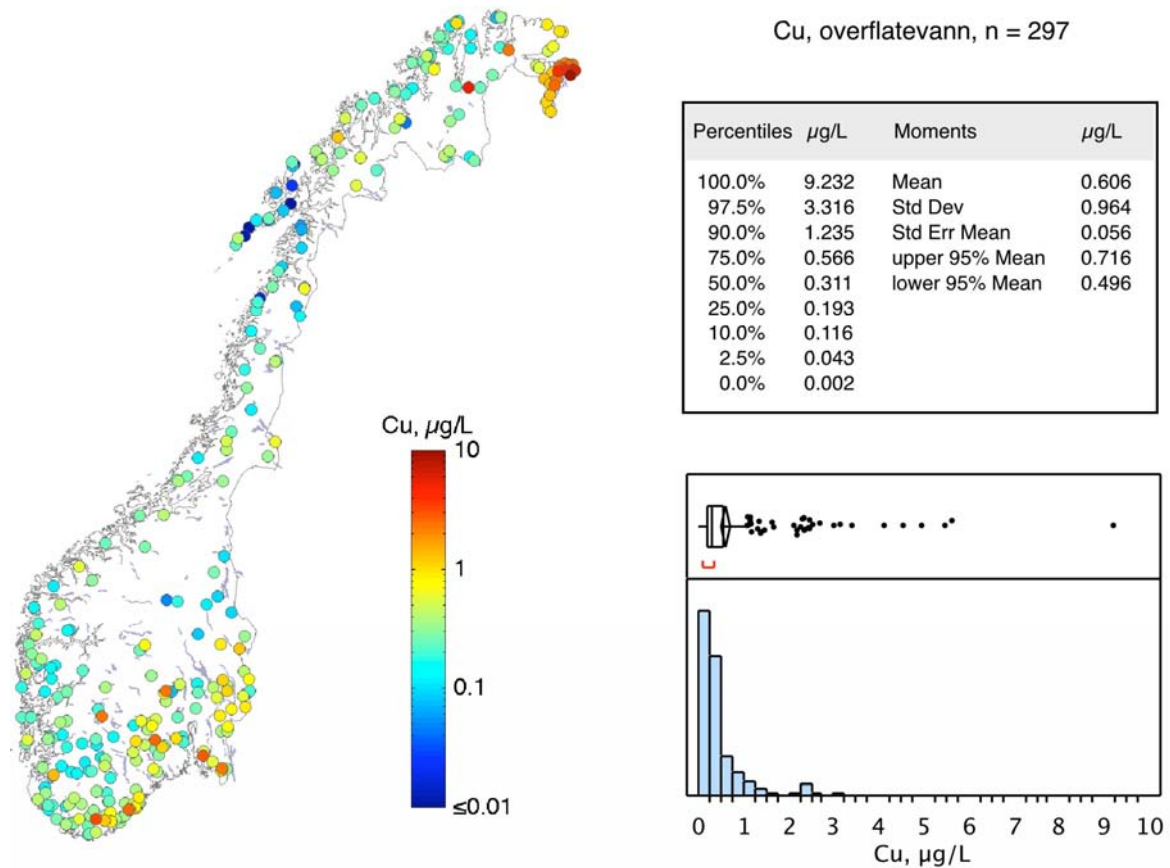 Cu, overflatevann, n = 297
Percentiles µg/L Moments µg/L
100.0% 9.232 Mean 0.606
97.5% 3.316 Std Dev 0.964
90.0% 1.235 Std Err Mean 0.056
75.0% 0.566 upper 95% Mean 0.716
50.0% 0.311 lower 95% Mean 0.496
25.0% 0.193
10.0% 0.116
2.5% 0.043
0.0% 0.002
Cu, µg/L
10
1
0.1
≤0.01
0 1 2 3 4 5 6 7 8 9 10
Cu, µg/L